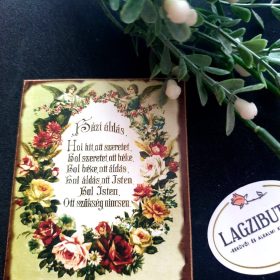 Házi áldás
Hol hit, ott szeretet,
Hol szeretet, ott béke,
Hol béke, ott áldás,
Hol áldás, ott Isten,
Hol Isten,
Ott szükség nincsen.
LAGZIBU